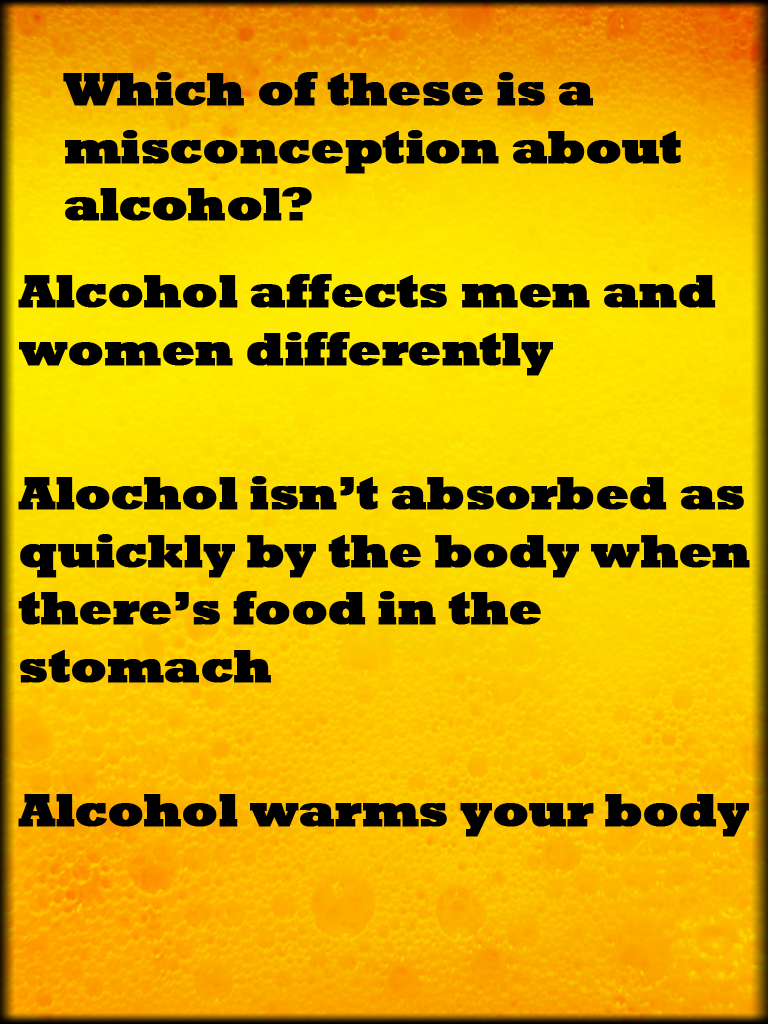 Which of these is a
misconception about
alcohol?
Alcohol affects men and
women differently
Alochol isn’t absorbed as
quickly by the body when
there’s food in the
stomach
Alcohol warms your body